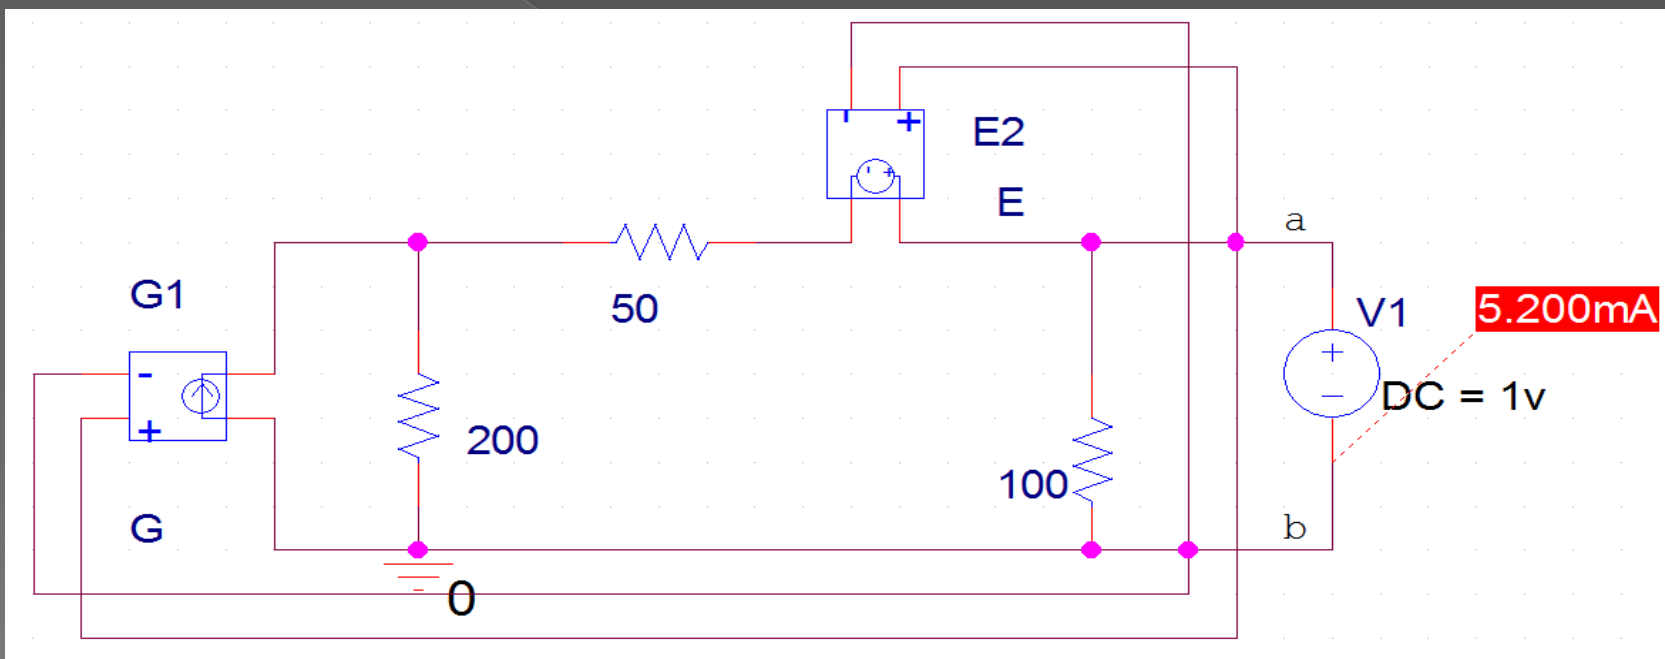 E2
E
a
G1
50
V1
5.200mA
- +
- +
-
+
+
−
DC = 1v
200
100
G
b
0